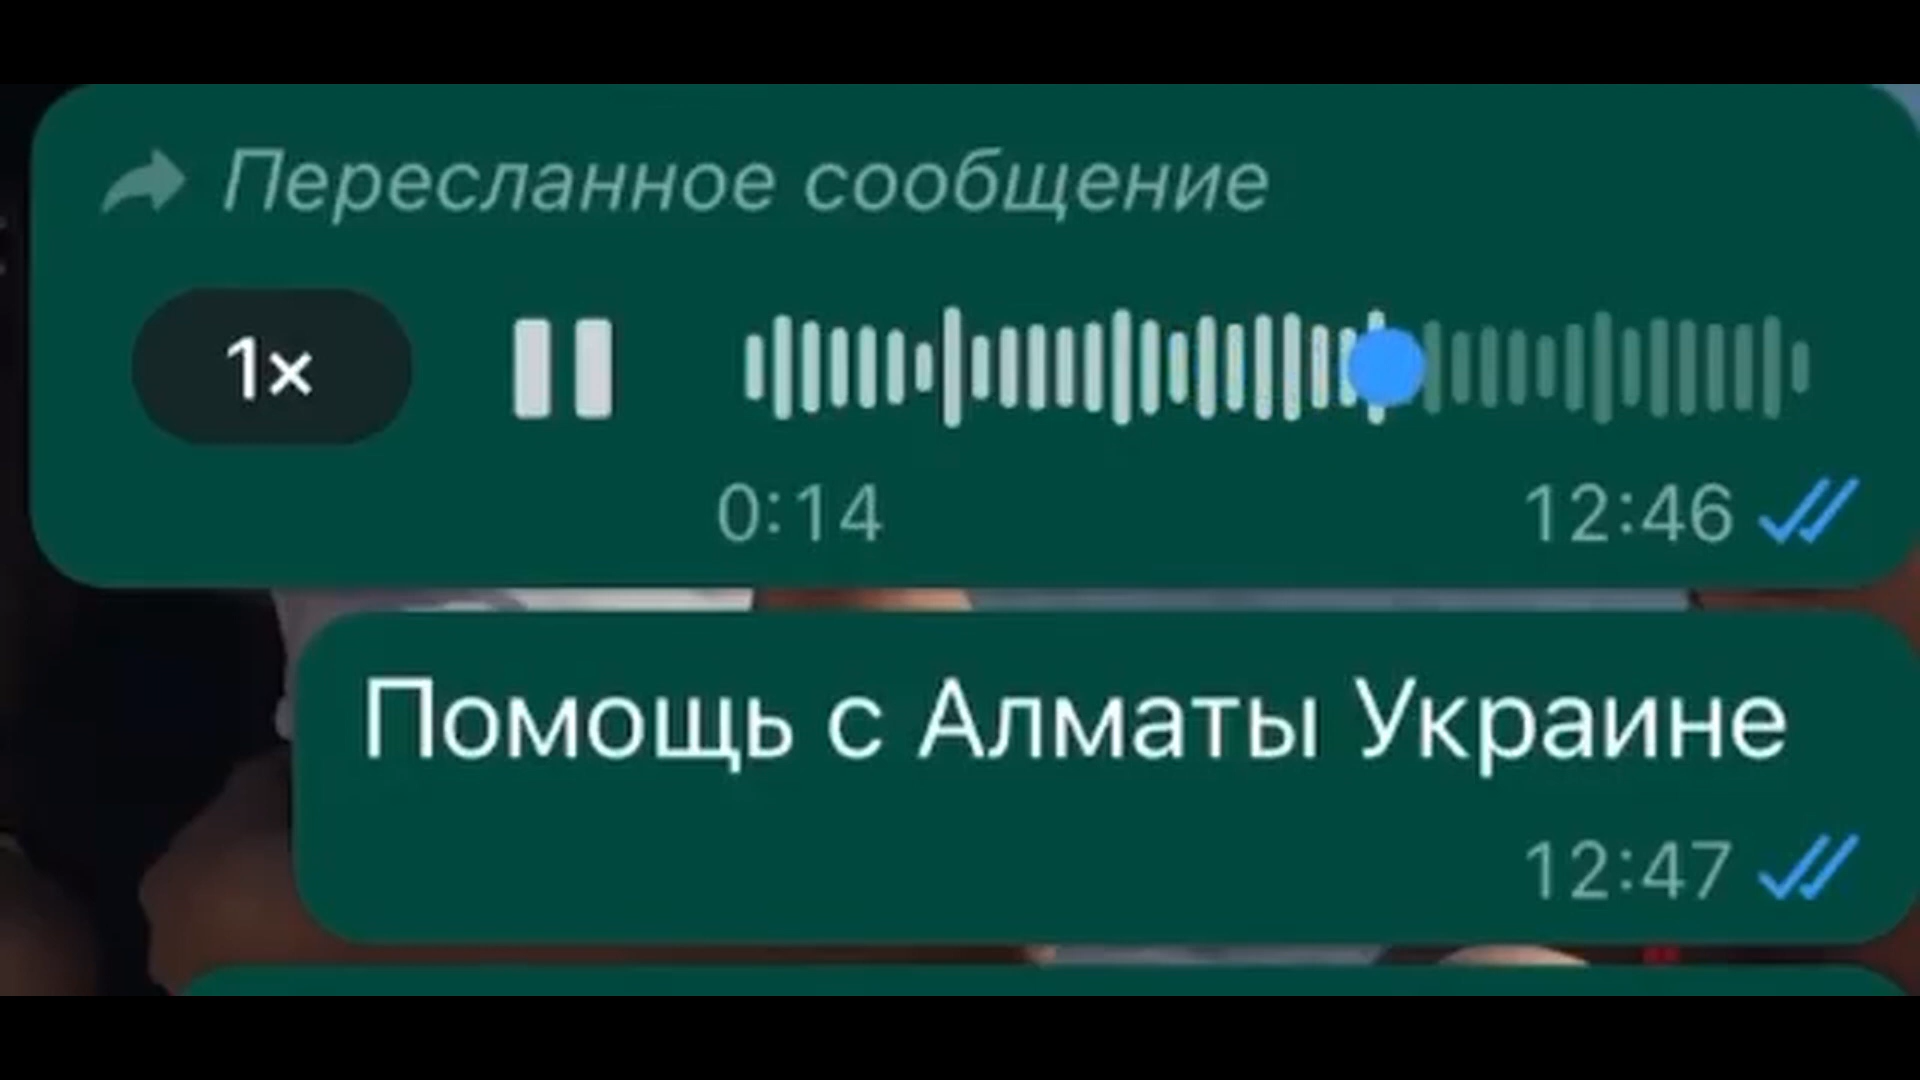 Пересланное сообщение
1×
0:14
12:46
Помощь с Алматы Украине
12:47